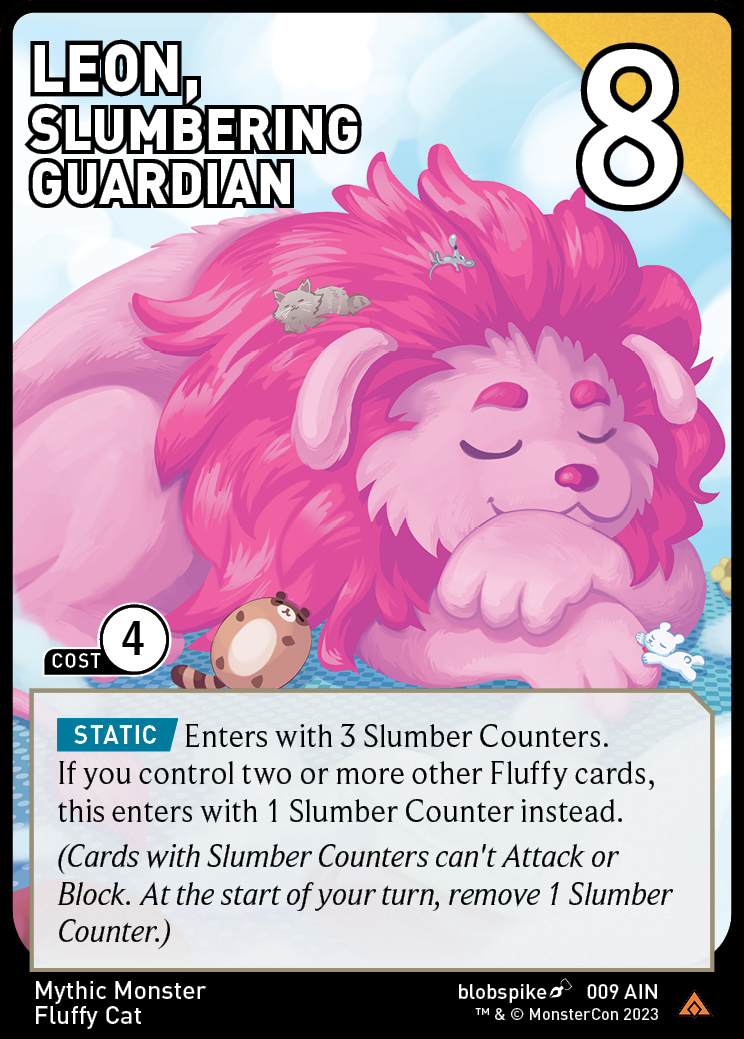 LEON,
SLUMBERING
GUARDIAN
8
COST 4
STATIC Enters with 3 Slumber Counters.
If you control two or more other Fluffy cards,
this enters with 1 Slumber Counter instead.
(Cards with Slumber Counters can't Attack or
Block. At the start of your turn, remove 1 Slumber
Counter.)
Mythic Monster
Fluffy Cat
blobspike 009 AIN
™ & © MonsterCon 2023